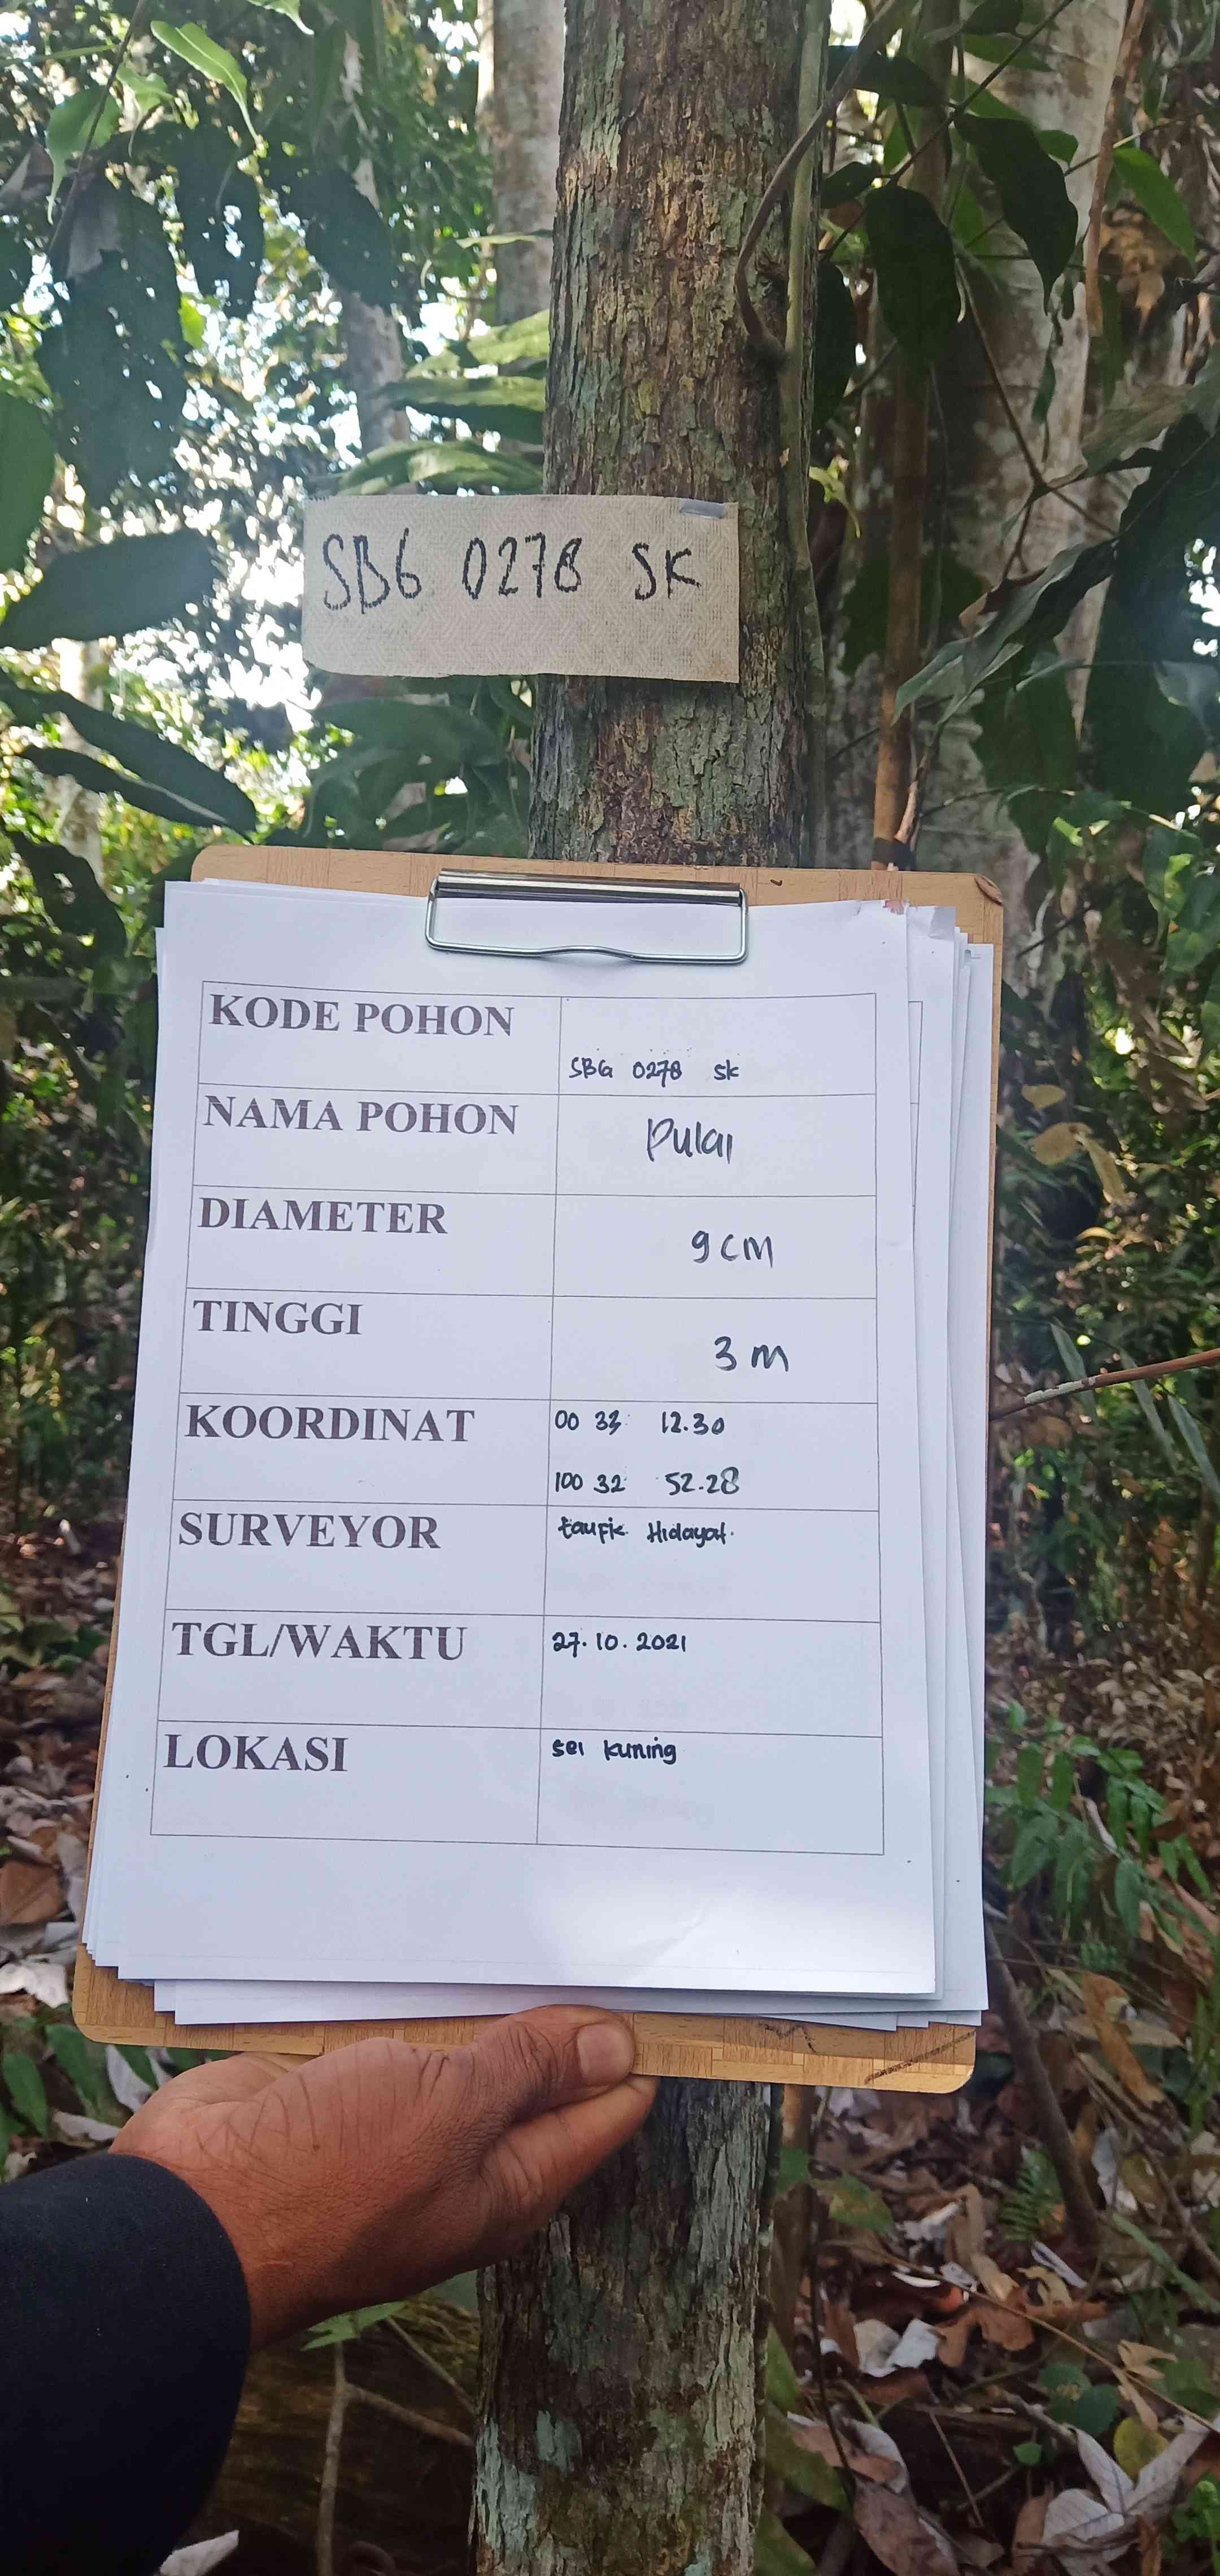 SBG 0278 SK
KODE POHON
SBG 0278 SK
NAMA POHON
Pulai
DIAMETER
9 cm
TINGGI
3 m
KOORDINAT
00 33 12.30
100 32 52.28
SURVEYOR
taufik Hidayat.
TGL/WAKTU
27.10.2021
LOKASI
sei kuning